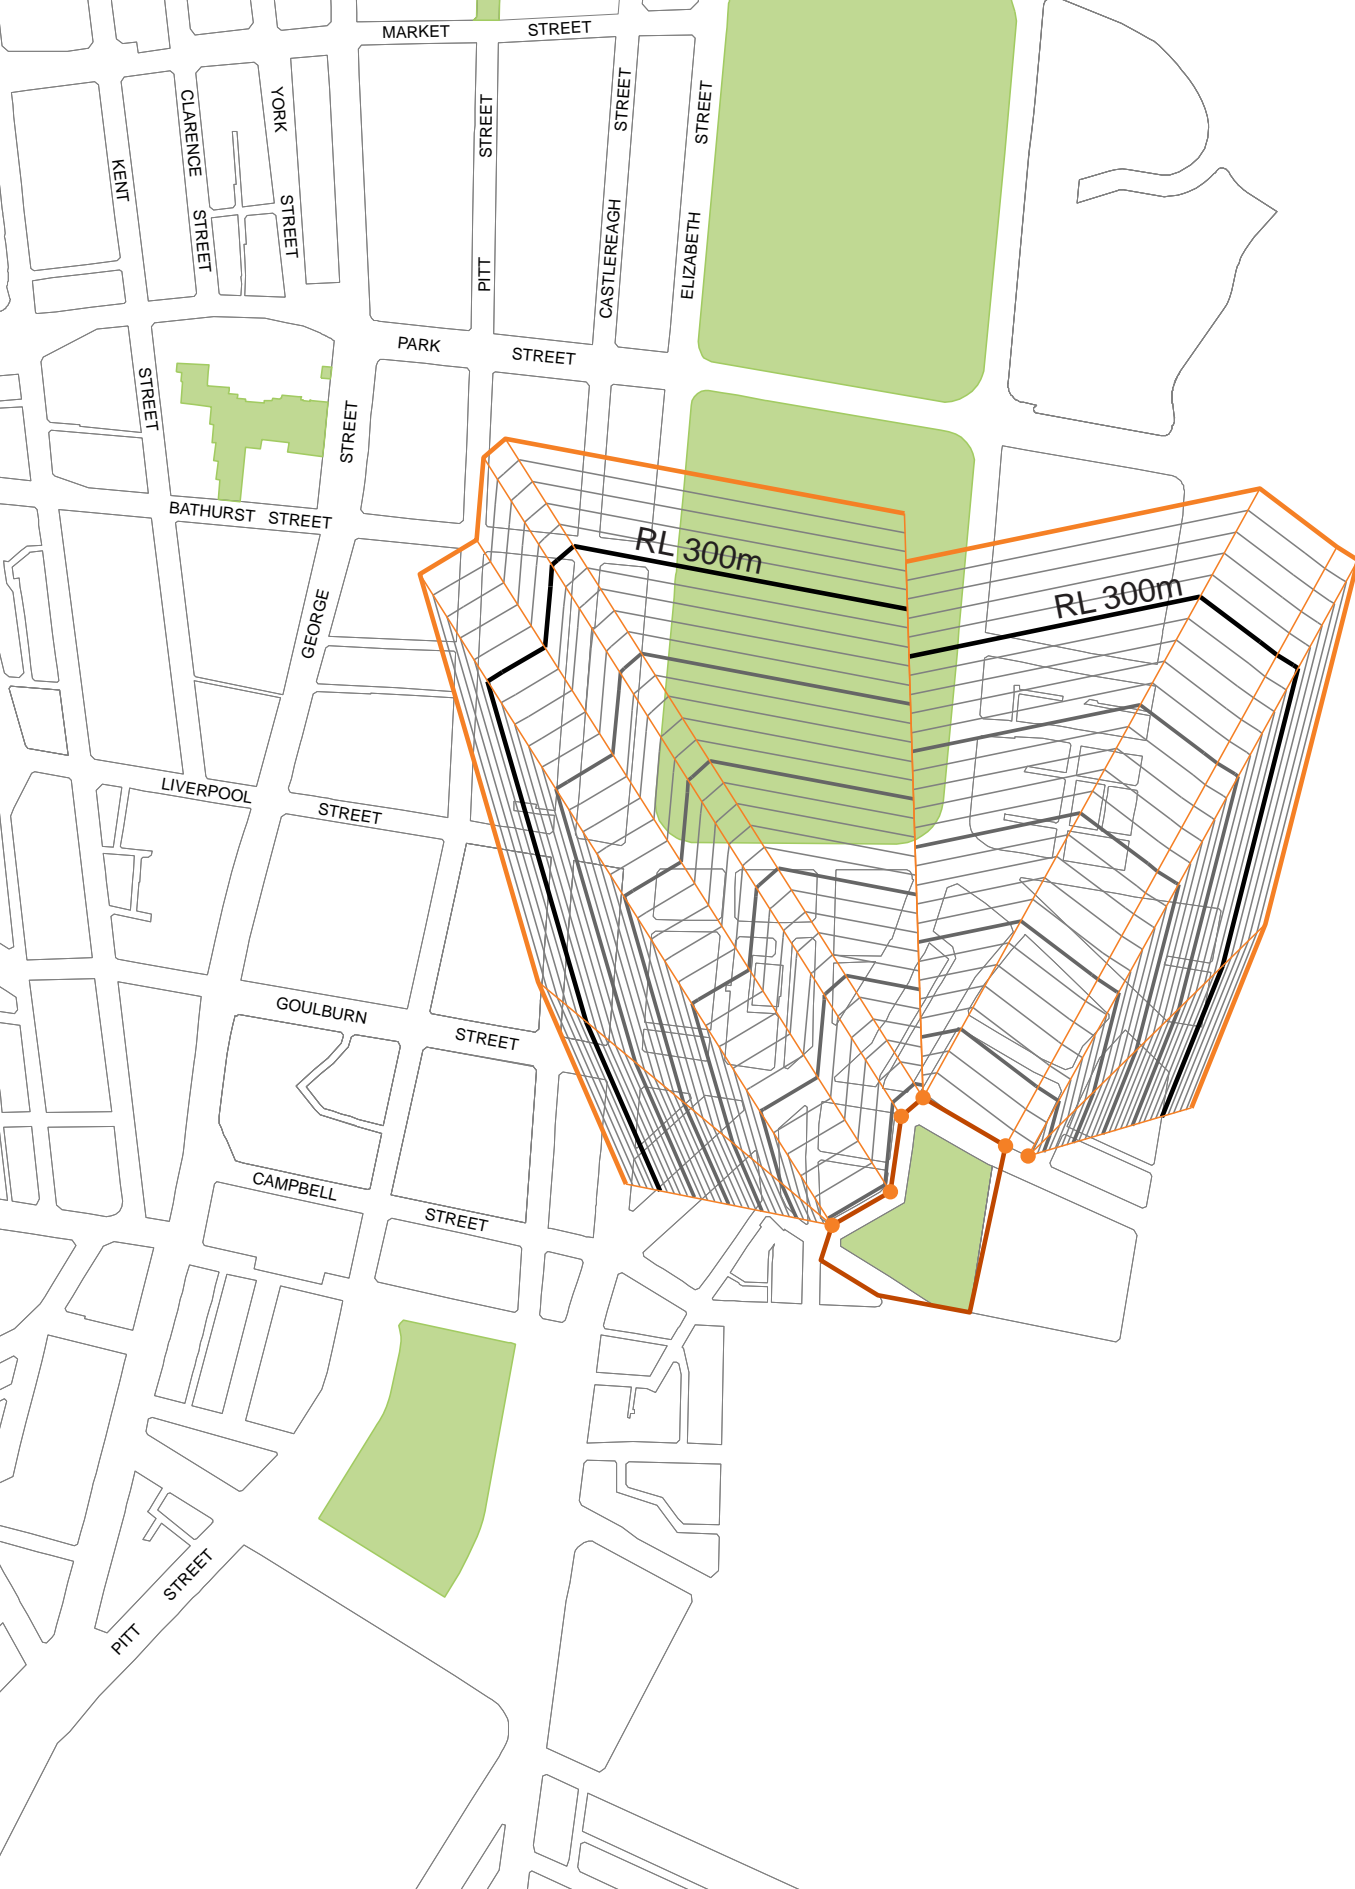 MARKET STREET
CLARENCE
YORK
STREET
STREET
STREET
KENT
STREET
STREET
CASTLEREAGH
ELIZABETH
PITT
PARK STREET
STREET
STREET
BATHURST STREET
RL 300m
RL 300m
GEORGE
LIVERPOOL
STREET
GOULBURN
STREET
CAMPBELL
STREET
STREET
PITT